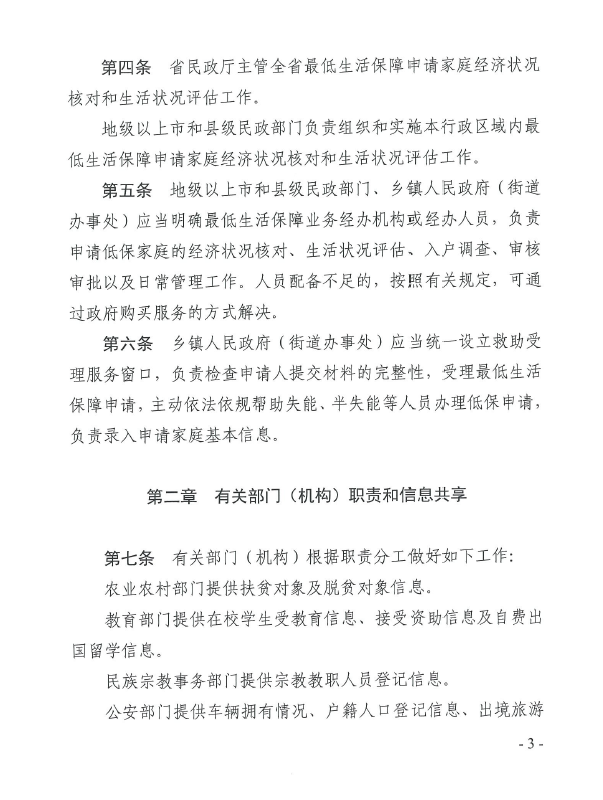 第四条　省民政厅主管全省最低生活保障申请家庭经济状况
核对和生活状况评估工作。
地级以上市和县级民政部门负责组织和实施本行政区域内最
低生活保障申请家庭经济状况核对和生活状况评估工作。
第五条　地级以上市和县级民政部门、乡镇人民政府（街道
办事处）应当明确最低生活保障业务经办机构或经办人员，负责
申请低保家庭的经济状况核对、生活状况评估、入户调查、审核
审批以及日常管理工作。人员配备不足的，按照有关规定，可通
过政府购买服务的方式解决。
第六条　乡镇人民政府（街道办事处）应当统一设立救助受
理服务窗口，负责检查申请人提交材料的完整性，受理最低生活
保障申请，主动依法依规帮助失能、半失能等人员办理低保申请，
负责录入申请家庭基本信息。
第二章　有关部门（机构）职责和信息共享
第七条　有关部门（机构）根据职责分工做好如下工作：
农业农村部门提供扶贫对象及脱贫对象信息。
教育部门提供在校学生受教育信息、接受资助信息及自费出
国留学信息。
民族宗教事务部门提供宗教教职人员登记信息。
公安部门提供车辆拥有情况、户籍人口登记信息、出境旅游
- 3 -